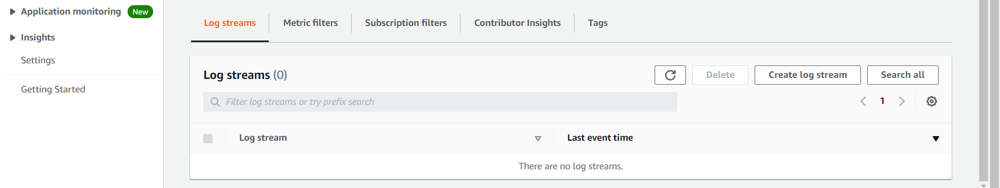 Application monitoring New
Insights
Settings
Getting Started
Log streams Metric filters Subscription filters Contributor Insights Tags
Log streams (0)
Delete Create log stream Search all
Filter log streams or try prefix search
1
Log stream Last event time
There are no log streams.